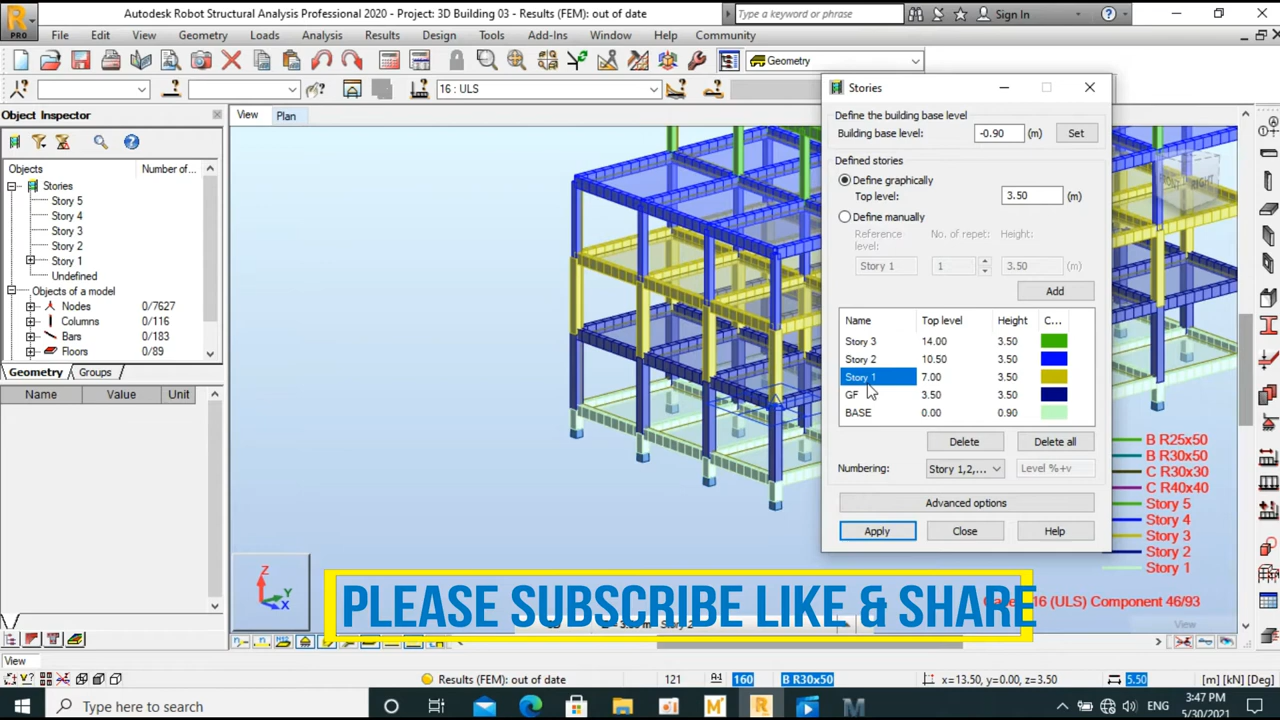 PRO
Autodesk Robot Structural Analysis Professional 2020 - Project: 3D Building 03 - Results (FEM): out of date
Type a keyword or phrase
Sign In
File Edit View Geometry Loads Analysis Results Design Tools Add-Ins Window Help Community
Geometry
16 : ULS
Object Inspector
Objects Number of...
Stories
Story 5
Story 4
Story 3
Story 2
Story 1
Undefined
Objects of a model
Nodes 0/7627
Columns 0/116
Bars 0/183
Floors 0/89
Geometry Groups
Name Value Unit
View Plan
Stories
Define the building base level
Building base level: -0.90 (m) Set
Defined stories
Define graphically
Top level: 3.50 (m)
Define manually
Reference level: No. of repet: Height:
Story 1 1 3.50 (m)
Add
Name Top level Height C...
Story 3 14.00 3.50
Story 2 10.50 3.50
Story 1 7.00 3.50
GF 3.50 3.50
BASE 0.00 0.90
Delete Delete all
Numbering: Story 1,2,... Level %+v
Advanced options
Apply Close Help
RIGHT
B R25x50
B R30x50
C R30x30
C R40x40
Story 5
Story 4
Story 3
Story 2
Story 1
16 (ULS) Component 46/93
Z
Y
X
PLEASE SUBSCRIBE LIKE & SHARE
View
View
Results (FEM): out of date 121 160 B R30x50 x=13.50, y=0.00, z=3.50 5.50 [m] [kN] [Deg]
Type here to search
ENG
3:47 PM
5/30/2021